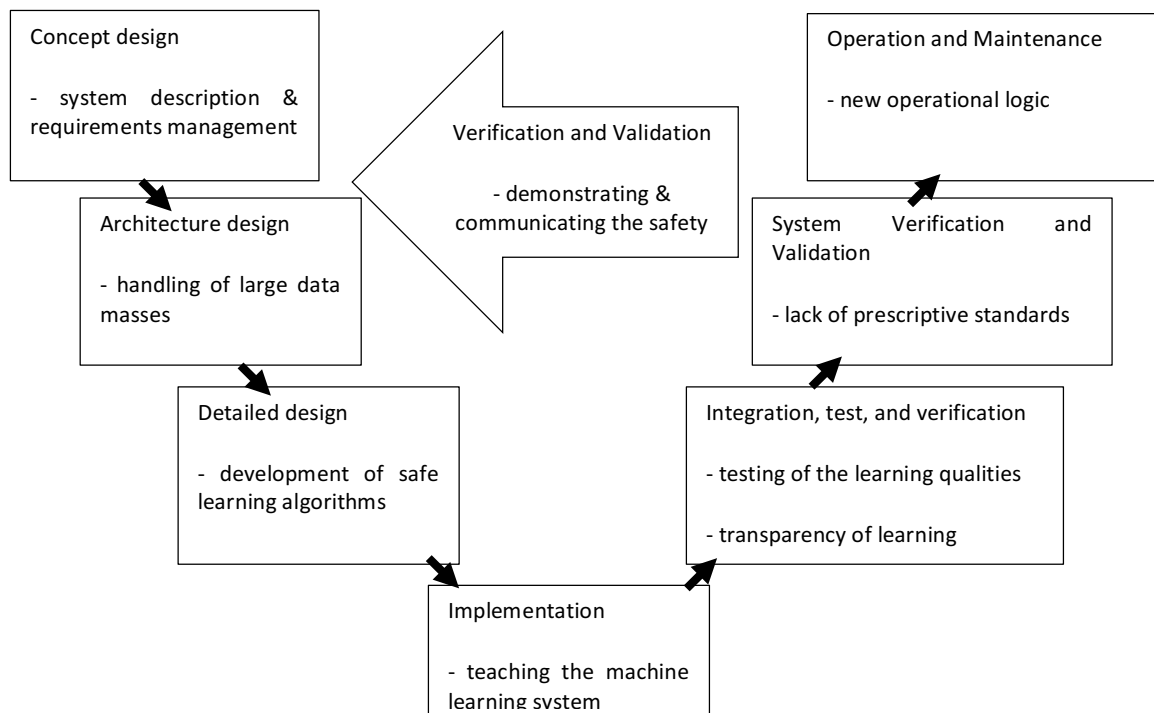 Concept design
- system description &
requirements management
Architecture design
- handling of large data
masses
Detailed design
- development of safe
learning algorithms
Implementation
- teaching the machine
learning system
Integration, test, and verification
- testing of the learning qualities
- transparency of learning
System Verification and
Validation
- lack of prescriptive standards
Operation and Maintenance
- new operational logic
Verification and Validation
- demonstrating &
communicating the safety